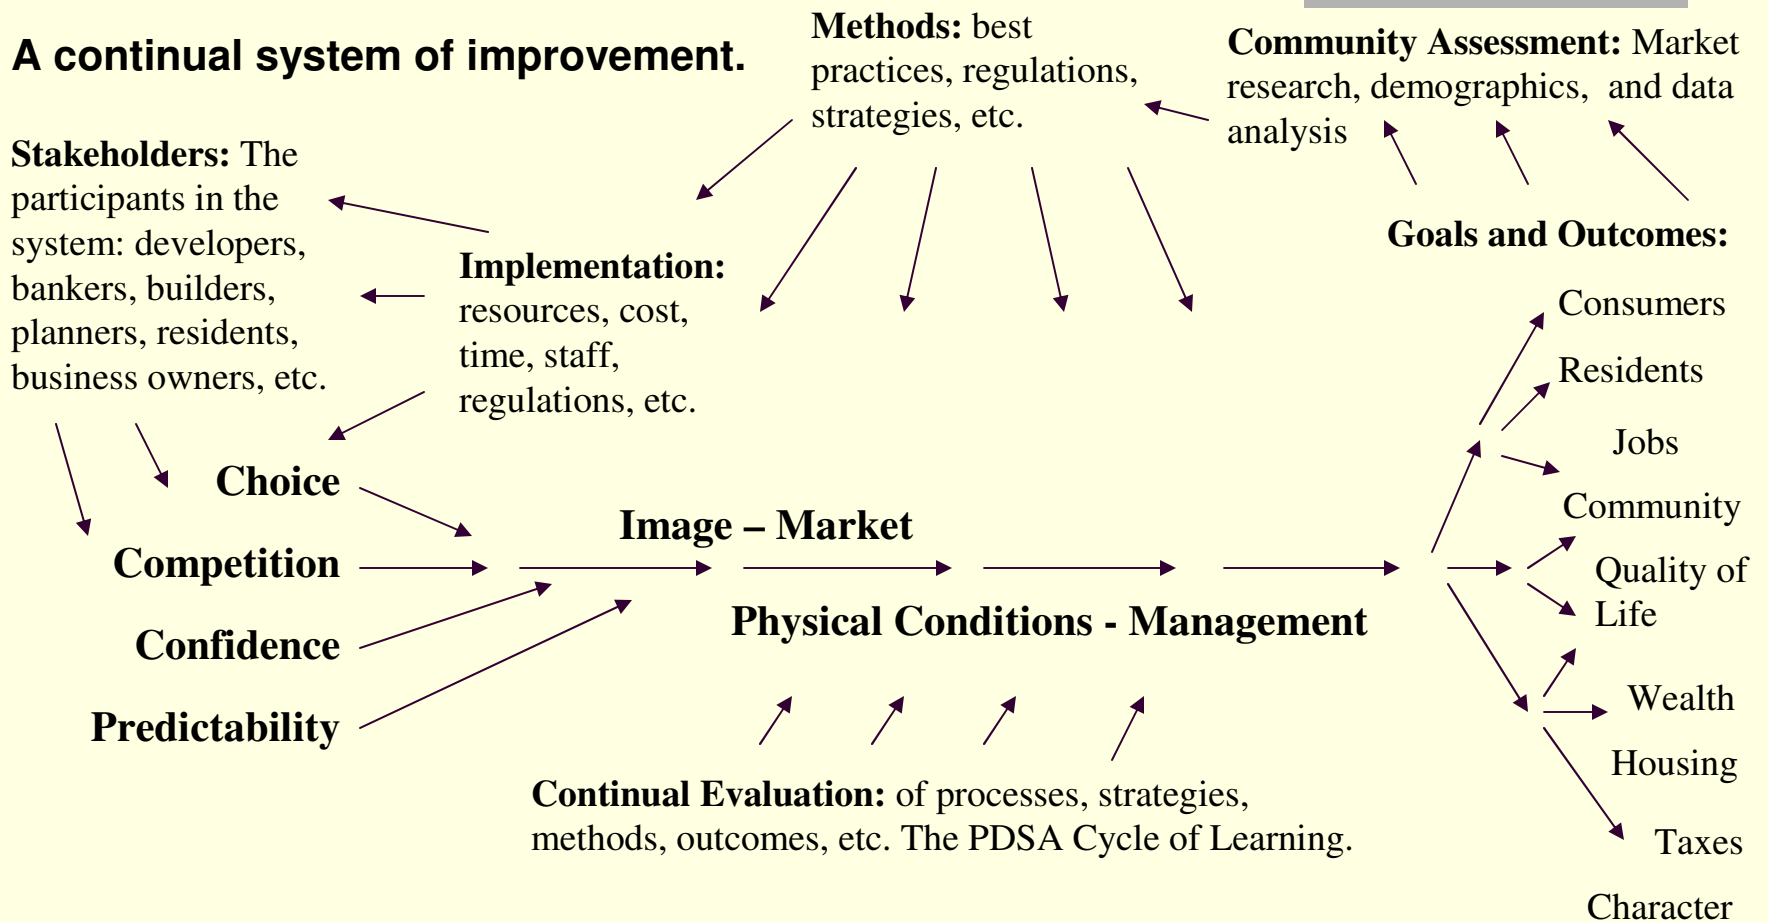 A continual system of improvement.
Methods: best
practices, regulations,
strategies, etc.
Community Assessment: Market
research, demographics,  and data
analysis
Stakeholders: The
participants in the
system: developers,
bankers, builders,
planners, residents,
business owners, etc.
Implementation:
resources, cost,
time, staff,
regulations, etc.
Goals and Outcomes:
Consumers
Residents
Jobs
Community
Quality of
Life
Wealth
Housing
Taxes
Character
Choice
Competition
Confidence
Predictability
Image – Market
Physical Conditions - Management
Continual Evaluation: of processes, strategies,
methods, outcomes, etc. The PDSA Cycle of Learning.